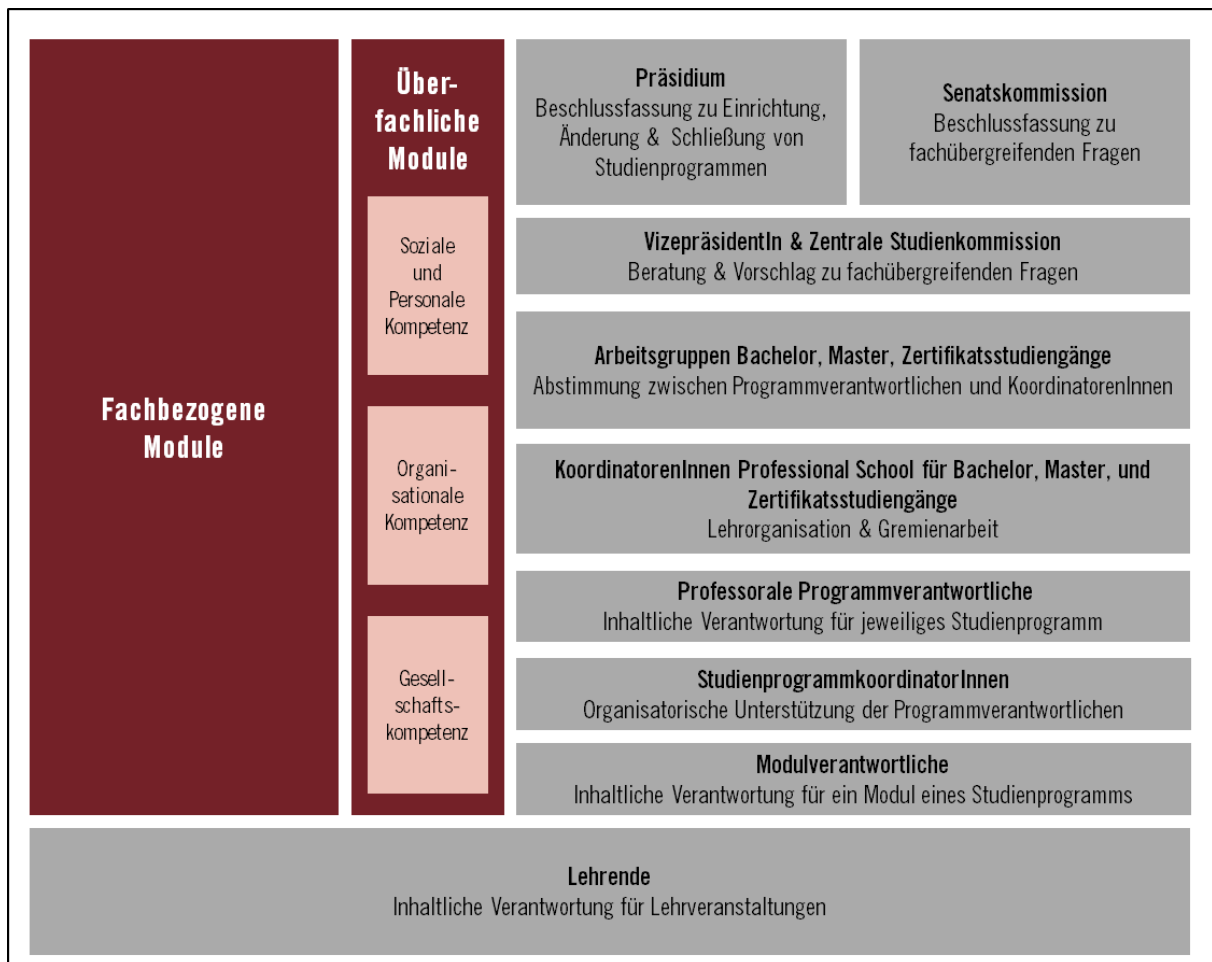 Fachbezogene
Module
Über-
fachliche
Module
Soziale
und
Personale
Kompetenz
Organi-
sationale
Kompetenz
Gesell-
schafts-
kompetenz
Präsidium
Beschlussfassung zu Einrichtung,
Änderung & Schließung von
Studienprogrammen
Senatskommission
Beschlussfassung zu
fachübergreifenden Fragen
VizepräsidentIn & Zentrale Studienkommission
Beratung & Vorschlag zu fachübergreifenden Fragen
Arbeitsgruppen Bachelor, Master, Zertifikatsstudiengänge
Abstimmung zwischen Programmverantwortlichen und KoordinatorenInnen
KoordinatorenInnen Professional School für Bachelor, Master, und
Zertifikatsstudiengänge
Lehrorganisation & Gremienarbeit
Professorale Programmverantwortliche
Inhaltliche Verantwortung für jeweiliges Studienprogramm
StudienprogrammkoordinatorInnen
Organisatorische Unterstützung der Programmverantwortlichen
Modulverantwortliche
Inhaltliche Verantwortung für ein Modul eines Studienprogramms
Lehrende
Inhaltliche Verantwortung für Lehrveranstaltungen